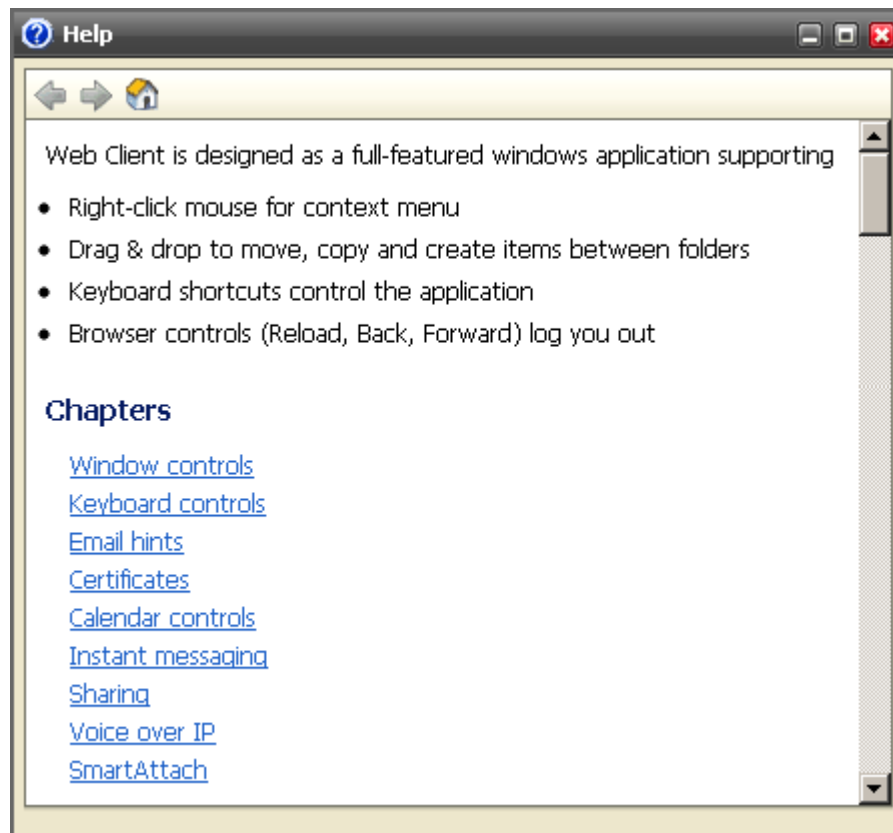 Help
Web Client is designed as a full-featured windows application supporting
• Right-click mouse for context menu
• Drag & drop to move, copy and create items between folders
• Keyboard shortcuts control the application
• Browser controls (Reload, Back, Forward) log you out
Chapters
Window controls
Keyboard controls
Email hints
Certificates
Calendar controls
Instant messaging
Sharing
Voice over IP
SmartAttach